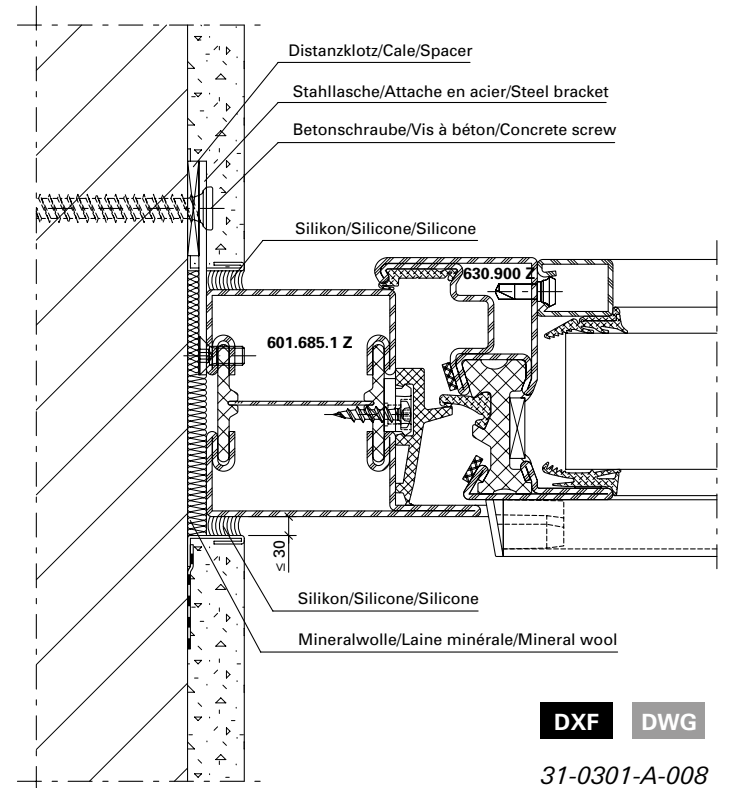 Distanzklotz/Cale/Spacer
Stahllasche/Attache en acier/Steel bracket
Betonschraube/Vis à béton/Concrete screw
Silikon/Silicone/Silicone
630.900 Z
601.685.1 Z
≤ 30
Silikon/Silicone/Silicone
Mineralwolle/Laine minérale/Mineral wool
DXF DWG
31-0301-A-008